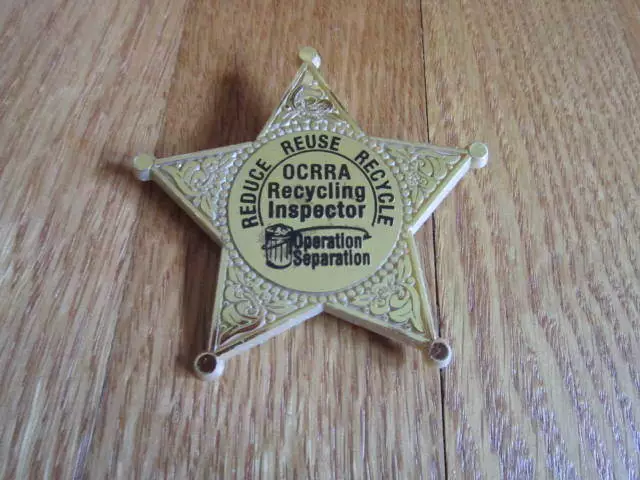 REDUCE REUSE RECYCLE
OCRRA
Recycling
Inspector
Operation
Separation